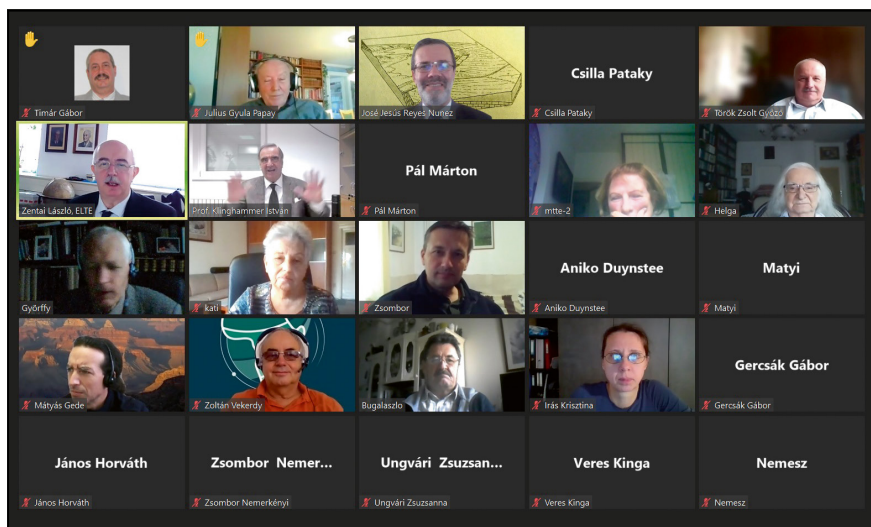 Timár Gábor
Julius Gyula Papay
José Jesús Reyes Nunez
Csilla Pataky
Csilla Pataky
Török Zsolt Győző
Zentai László, ELTE
Prof. Klinghammer István
Pál Márton
Pál Márton
mtte-2
Helga
Györffy
kati
Zsombor
Aniko Duynstee
Aniko Duynstee
Matyi
Matyi
Mátyás Gede
Zoltán Vekerdy
Bugalaszlo
Irás Krisztina
Gercsák Gábor
Gercsák Gábor
János Horváth
János Horváth
Zsombor Nemer...
Zsombor Nemerkényi
Ungvári Zsuzsan...
Ungvári Zsuzsanna
Veres Kinga
Veres Kinga
Nemesz
Nemesz